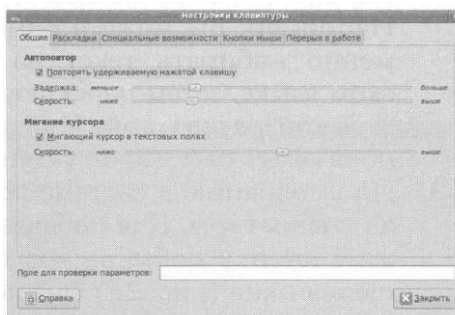 Настройки клавиатуры
Общие Раскладки Специальные возможности Кнопки мыши Перерыв в работе
Автоповтор
Повторять удерживаемую нажатой клавишу
Задержка: меньше больше
Скорость: ниже выше
Мигание курсора
Мигающий курсор в текстовых полях
Скорость: ниже выше
Поле для проверки параметров:
Справка Закрыть